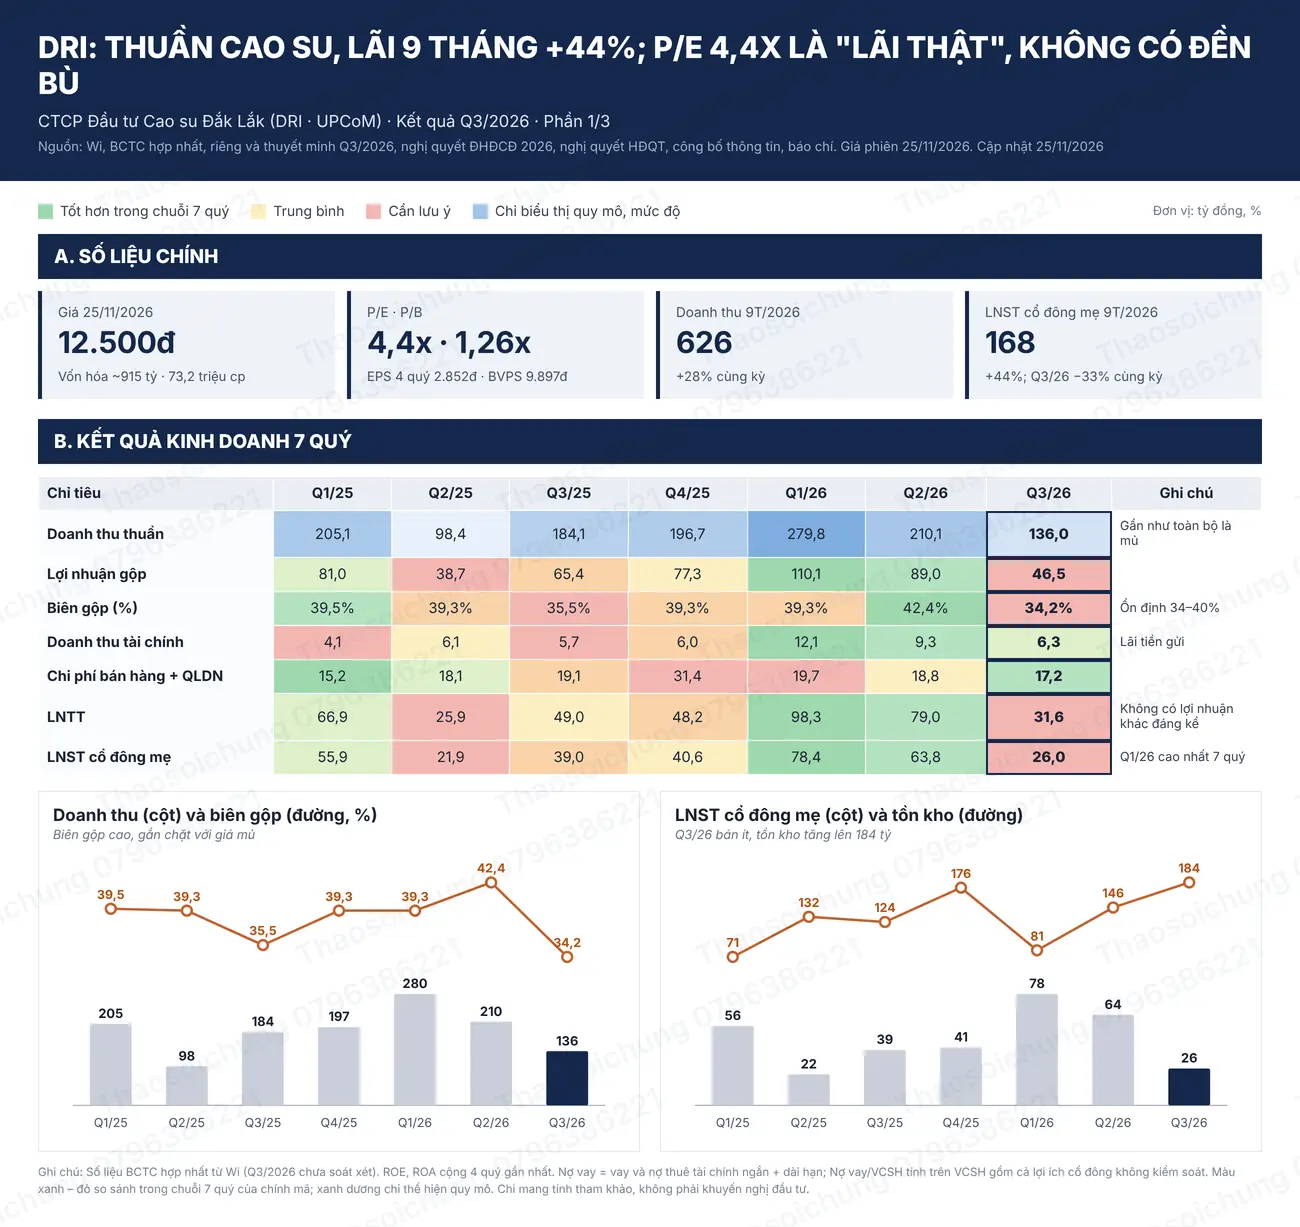 DRI: THUẦN CAO SU, LÃI 9 THÁNG +44%; P/E 4,4X LÀ "LÃI THẬT", KHÔNG CÓ ĐỀN
BÙ
CTCP Đầu tư Cao su Đắk Lắk (DRI · UPCoM) · Kết quả Q3/2026 · Phần 1/3
Nguồn: Wi, BCTC hợp nhất, riêng và thuyết minh Q3/2026, nghị quyết ĐHĐCĐ 2026, nghị quyết HĐQT, công bố thông tin, báo chí. Giá phiên 25/11/2026. Cập nhật 25/11/2026
Tốt hơn trong chuỗi 7 quý Trung bình Cần lưu ý Chỉ biểu thị quy mô, mức độ Đơn vị: tỷ đồng, %
A. SỐ LIỆU CHÍNH
Giá 25/11/2026
12.500đ
Vốn hóa ~915 tỷ · 73,2 triệu cp
P/E · P/B
4,4x · 1,26x
EPS 4 quý 2.852đ · BVPS 9.897đ
Doanh thu 9T/2026
626
+28% cùng kỳ
LNST cổ đông mẹ 9T/2026
168
+44%; Q3/26 −33% cùng kỳ
B. KẾT QUẢ KINH DOANH 7 QUÝ
Chỉ tiêu Q1/25 Q2/25 Q3/25 Q4/25 Q1/26 Q2/26 Q3/26 Ghi chú
Doanh thu thuần 205,1 98,4 184,1 196,7 279,8 210,1 136,0 Gần như toàn bộ là
mủ
Lợi nhuận gộp 81,0 38,7 65,4 77,3 110,1 89,0 46,5
Biên gộp (%) 39,5% 39,3% 35,5% 39,3% 39,3% 42,4% 34,2% Ổn định 34–40%
Doanh thu tài chính 4,1 6,1 5,7 6,0 12,1 9,3 6,3 Lãi tiền gửi
Chi phí bán hàng + QLDN 15,2 18,1 19,1 31,4 19,7 18,8 17,2
LNTT 66,9 25,9 49,0 48,2 98,3 79,0 31,6 Không có lợi nhuận
khác đáng kể
LNST cổ đông mẹ 55,9 21,9 39,0 40,6 78,4 63,8 26,0 Q1/26 cao nhất 7 quý
Doanh thu (cột) và biên gộp (đường, %)
Biên gộp cao, gắn chặt với giá mủ
39,5 39,3 35,5 39,3 39,3 42,4 34,2
205 98 184 197 280 210 136
Q1/25 Q2/25 Q3/25 Q4/25 Q1/26 Q2/26 Q3/26
LNST cổ đông mẹ (cột) và tồn kho (đường)
Q3/26 bán ít, tồn kho tăng lên 184 tỷ
71 132 124 176 81 146 184
56 22 39 41 78 64 26
Q1/25 Q2/25 Q3/25 Q4/25 Q1/26 Q2/26 Q3/26
Ghi chú: Số liệu BCTC hợp nhất từ Wi (Q3/2026 chưa soát xét). ROE, ROA cộng 4 quý gần nhất. Nợ vay = vay và nợ thuê tài chính ngắn + dài hạn; Nợ vay/VCSH tính trên VCSH gồm cả lợi ích cổ đông không kiểm soát. Màu
xanh – đỏ so sánh trong chuỗi 7 quý của chính mã; xanh dương chỉ thể hiện quy mô. Chỉ mang tính tham khảo, không phải khuyến nghị đầu tư.
Thaosoichung 0796386221